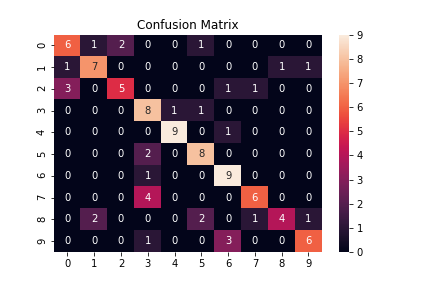 Confusion Matrix
0 6 1 2 0 0 1 0 0 0 0
1 1 7 0 0 0 0 0 0 1 1
2 3 0 5 0 0 0 1 1 0 0
3 0 0 0 8 1 1 0 0 0 0
4 0 0 0 0 9 0 1 0 0 0
5 0 0 0 2 0 8 0 0 0 0
6 0 0 0 1 0 0 9 0 0 0
7 0 0 0 4 0 0 0 6 0 0
8 0 2 0 0 0 2 0 1 4 1
9 0 0 0 1 0 0 3 0 0 6
0 1 2 3 4 5 6 7 8 9
9
8
7
6
5
4
3
2
1
0